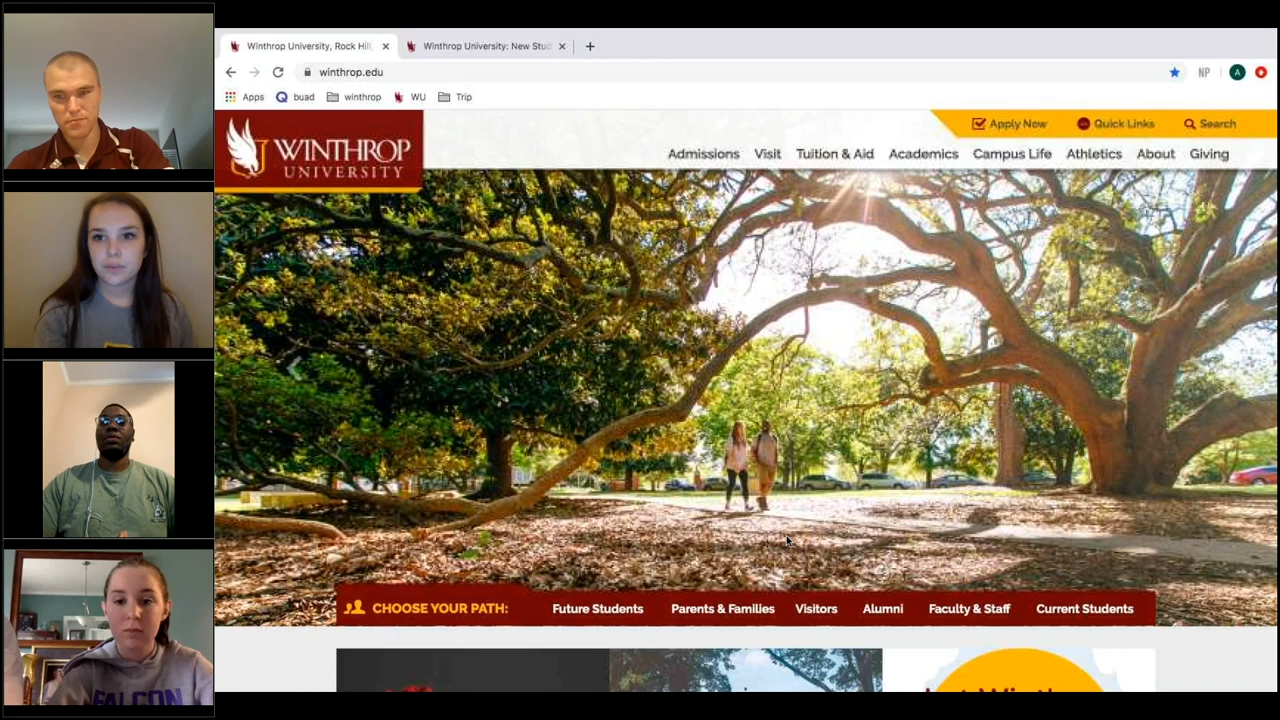 Winthrop University, Rock Hill,
Winthrop University: New Stud
winthrop.edu
NP
A
Apps
buad
winthrop
WU
Trip
WINTHROP
UNIVERSITY
Apply Now
Quick Links
Search
Admissions
Visit
Tuition & Aid
Academics
Campus Life
Athletics
About
Giving
CHOOSE YOUR PATH:
Future Students
Parents & Families
Visitors
Alumni
Faculty & Staff
Current Students
FALCON